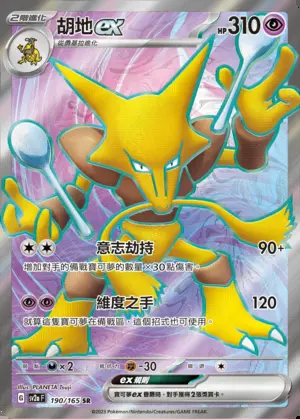 2階進化
胡地ex
從勇基拉進化
HP310
意志劫持 90+
增加對手的備戰寶可夢的數量×30點傷害。
維度之手 120
就算這隻寶可夢在備戰區,這個招式也可使用。
×2 -30
ex規則
寶可夢ex昏厥時,對手獲得2張獎賞卡。
Illus. PLANETA Tsuji
G sv2a F 190/165 SR
©2023 Pokémon/Nintendo/Creatures/GAME FREAK